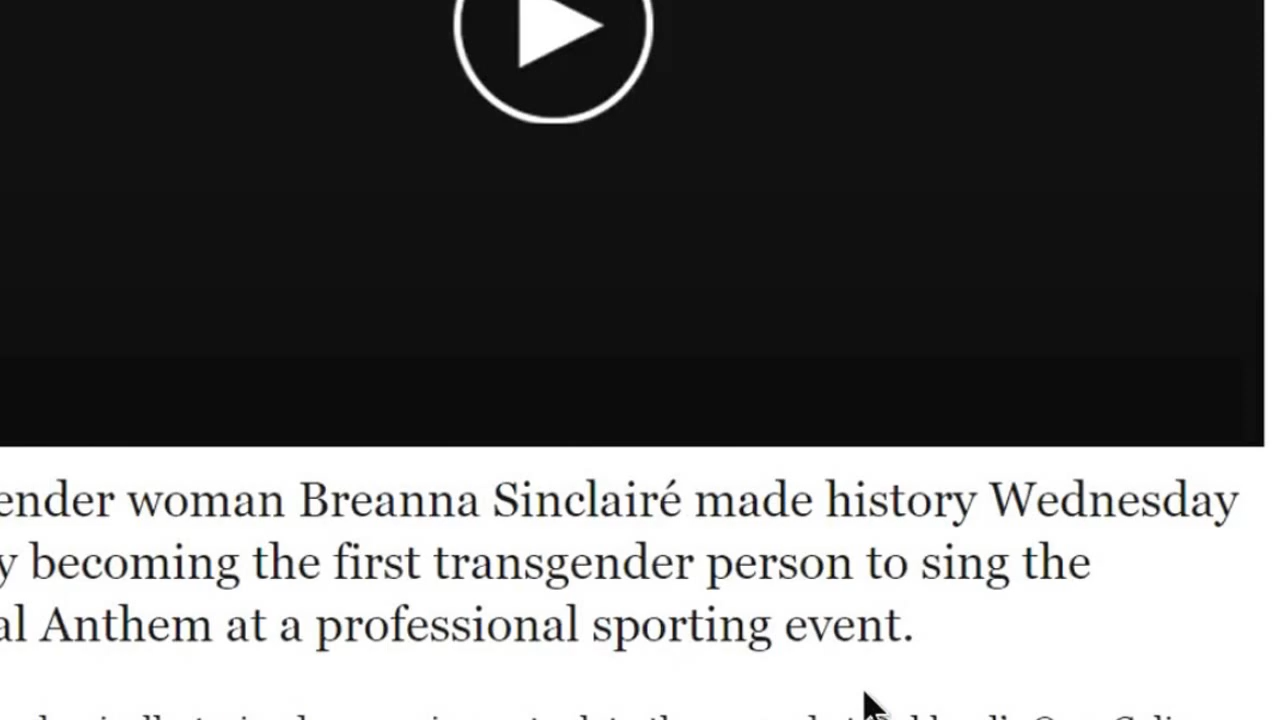 ender woman Breanna Sinclairé made history Wednesday
y becoming the first transgender person to sing the
al Anthem at a professional sporting event.